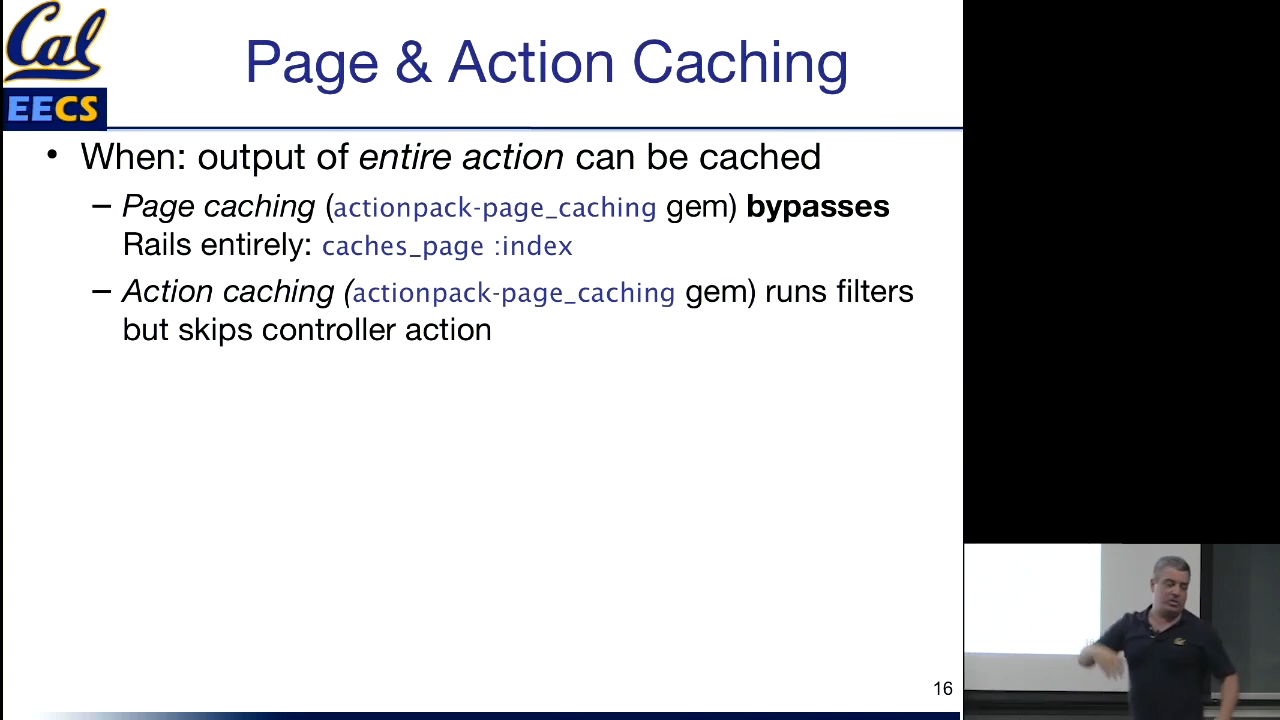 Cal
EECS
Page & Action Caching
• When: output of entire action can be cached
– Page caching (actionpack-page_caching gem) bypasses
Rails entirely: caches_page :index
– Action caching (actionpack-page_caching gem) runs filters
but skips controller action
16